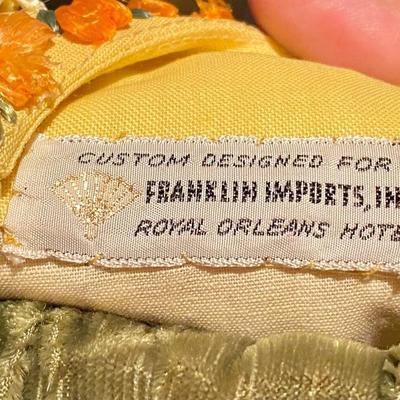 CUSTOM DESIGNED FOR
FRANKLIN IMPORTS, IN
ROYAL ORLEANS HOTE